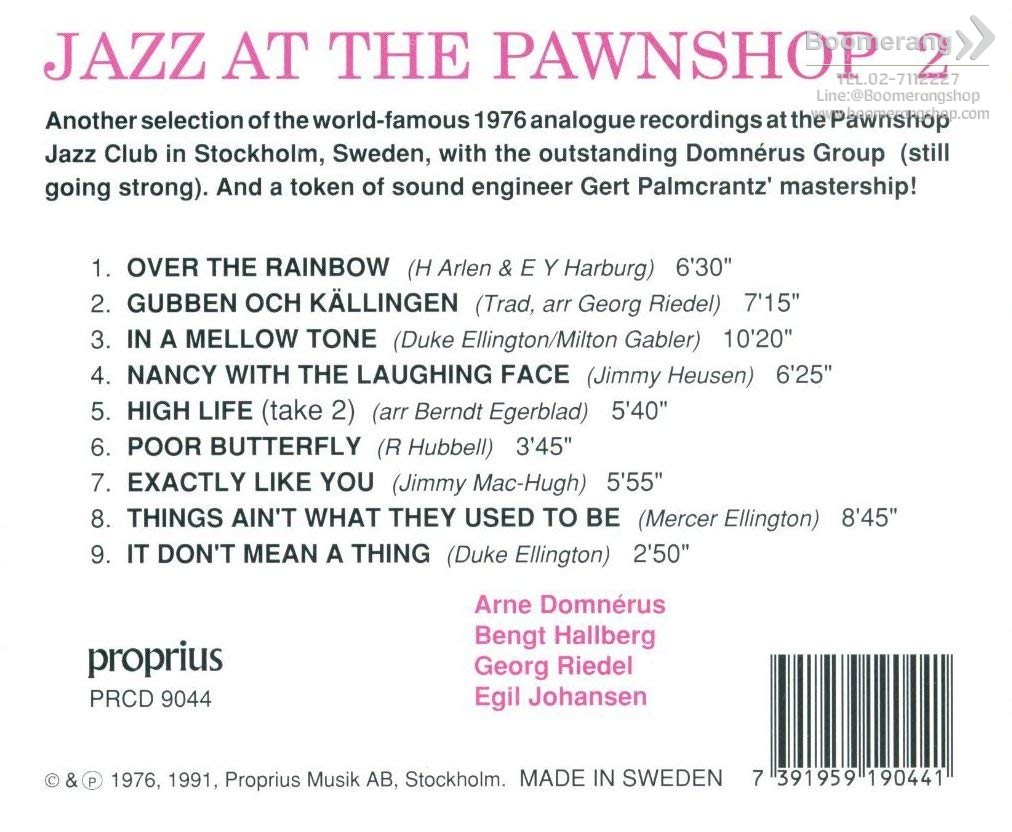 JAZZ AT THE PAWNSHOP 2
Boomerang
TEL.02-7112227
Line:@Boomerangshop
www.boomerangshop.com
Another selection of the world-famous 1976 analogue recordings at the Pawnshop
Jazz Club in Stockholm, Sweden, with the outstanding Domnérus Group (still
going strong). And a token of sound engineer Gert Palmcrantz' mastership!
1. OVER THE RAINBOW (H Arlen & E Y Harburg) 6'30"
2. GUBBEN OCH KÄLLINGEN (Trad, arr Georg Riedel) 7'15"
3. IN A MELLOW TONE (Duke Ellington/Milton Gabler) 10'20"
4. NANCY WITH THE LAUGHING FACE (Jimmy Heusen) 6'25"
5. HIGH LIFE (take 2) (arr Berndt Egerblad) 5'40"
6. POOR BUTTERFLY (R Hubbell) 3'45"
7. EXACTLY LIKE YOU (Jimmy Mac-Hugh) 5'55"
8. THINGS AIN'T WHAT THEY USED TO BE (Mercer Ellington) 8'45"
9. IT DON'T MEAN A THING (Duke Ellington) 2'50"
Arne Domnérus
Bengt Hallberg
Georg Riedel
Egil Johansen
proprius
PRCD 9044
© & ℗ 1976, 1991, Proprius Musik AB, Stockholm. MADE IN SWEDEN
7 391959 190441